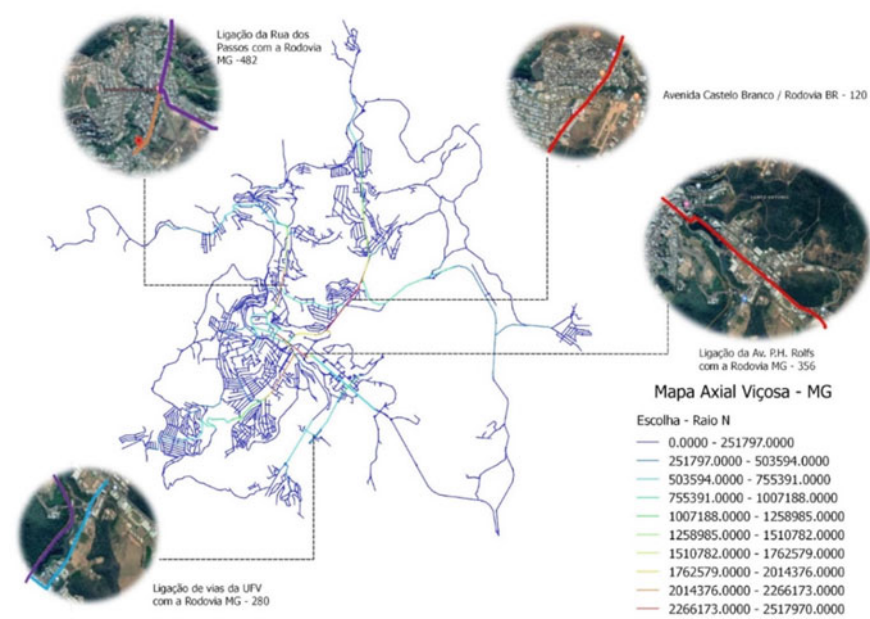 Ligação da Rua dos
Passos com a Rodovia
MG -482
Avenida Castelo Branco / Rodovia BR - 120
Ligação da Av. P.H. Rolfs
com a Rodovia MG - 356
Mapa Axial Viçosa - MG
Escolha - Raio N
0.0000 - 251797.0000
251797.0000 - 503594.0000
503594.0000 - 755391.0000
755391.0000 - 1007188.0000
1007188.0000 - 1258985.0000
1258985.0000 - 1510782.0000
1510782.0000 - 1762579.0000
1762579.0000 - 2014376.0000
2014376.0000 - 2266173.0000
2266173.0000 - 2517970.0000
Ligação de vias da UFV
com a Rodovia MG - 280